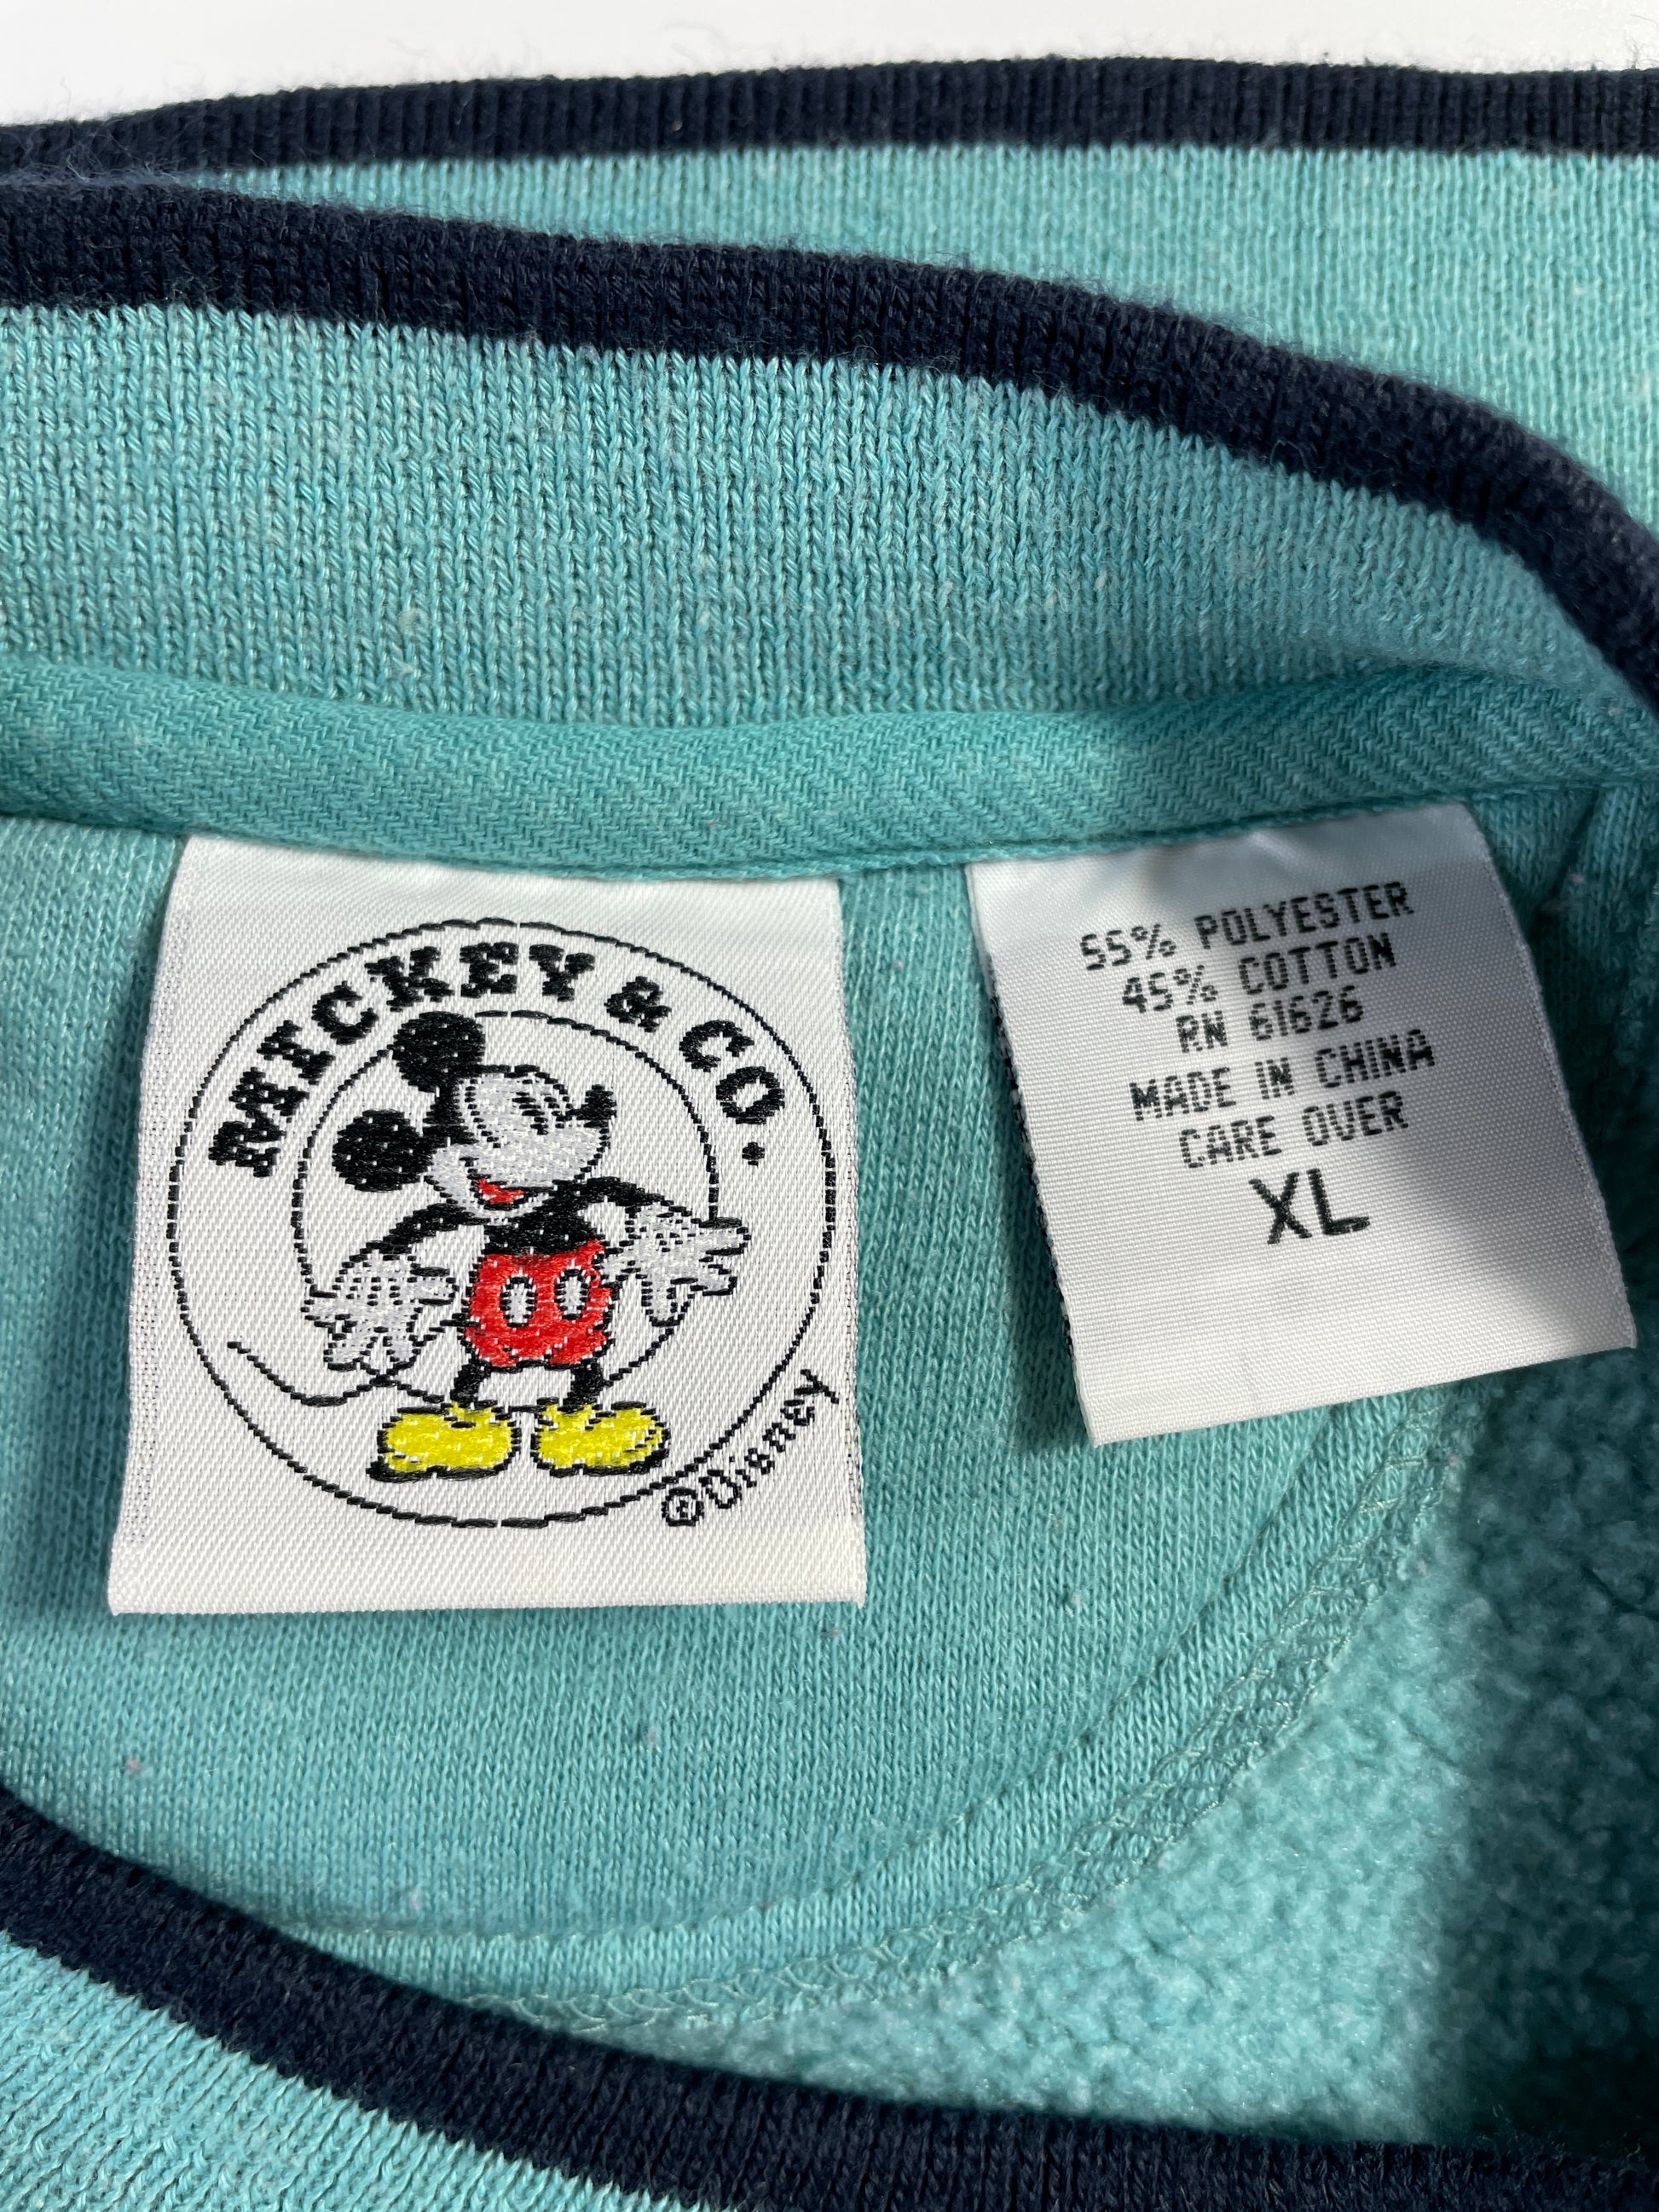 MICKEY & CO.
©Disney
55% POLYESTER
45% COTTON
RN 61626
MADE IN CHINA
CARE OVER
XL